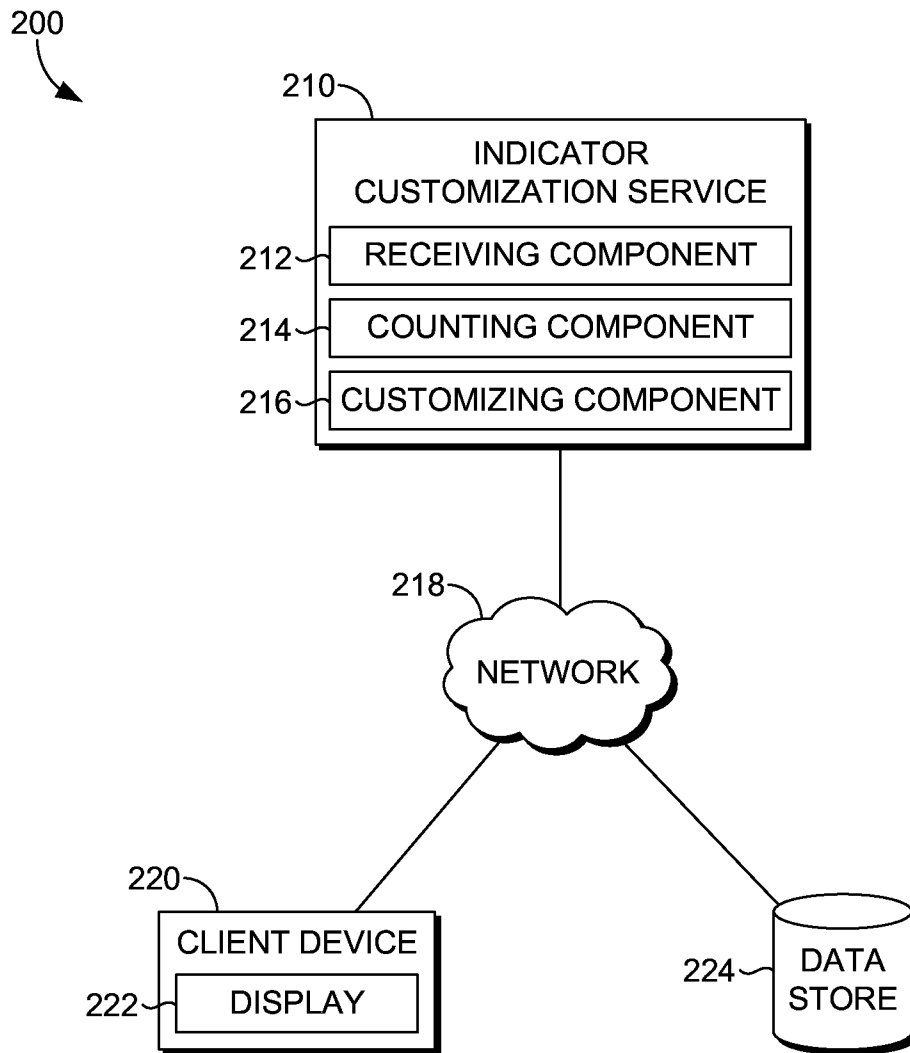 200
210
INDICATOR
CUSTOMIZATION SERVICE
212
RECEIVING COMPONENT
214
COUNTING COMPONENT
216
CUSTOMIZING COMPONENT
218
NETWORK
220
CLIENT DEVICE
222
DISPLAY
224
DATA
STORE